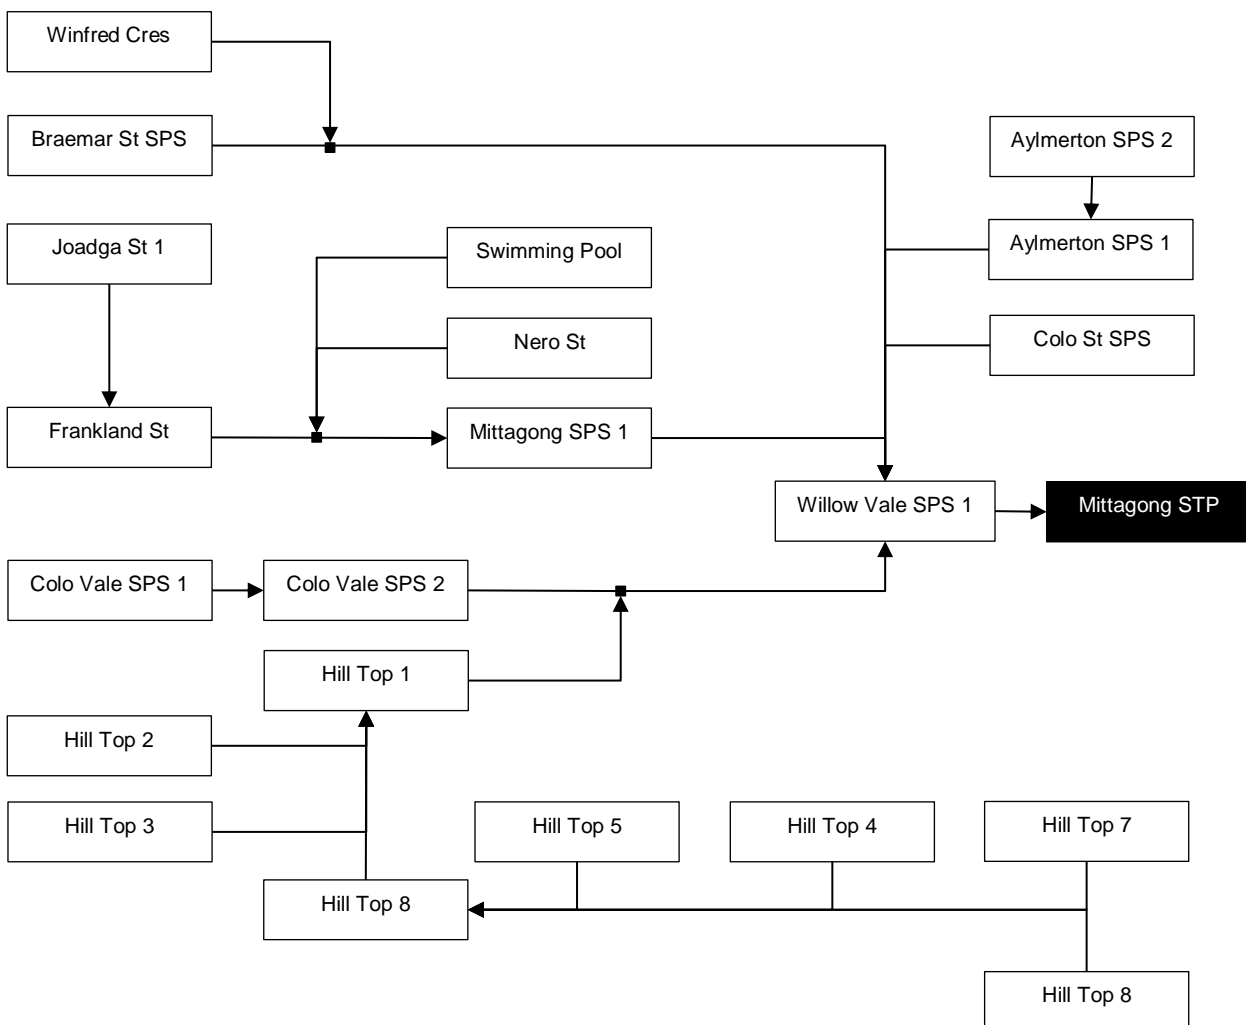 Winfred Cres
Braemar St SPS
Aylmerton SPS 2
Joadga St 1
Swimming Pool
Aylmerton SPS 1
Nero St
Colo St SPS
Frankland St
Mittagong SPS 1
Willow Vale SPS 1
Mittagong STP
Colo Vale SPS 1
Colo Vale SPS 2
Hill Top 1
Hill Top 2
Hill Top 3
Hill Top 5
Hill Top 4
Hill Top 7
Hill Top 8
Hill Top 8